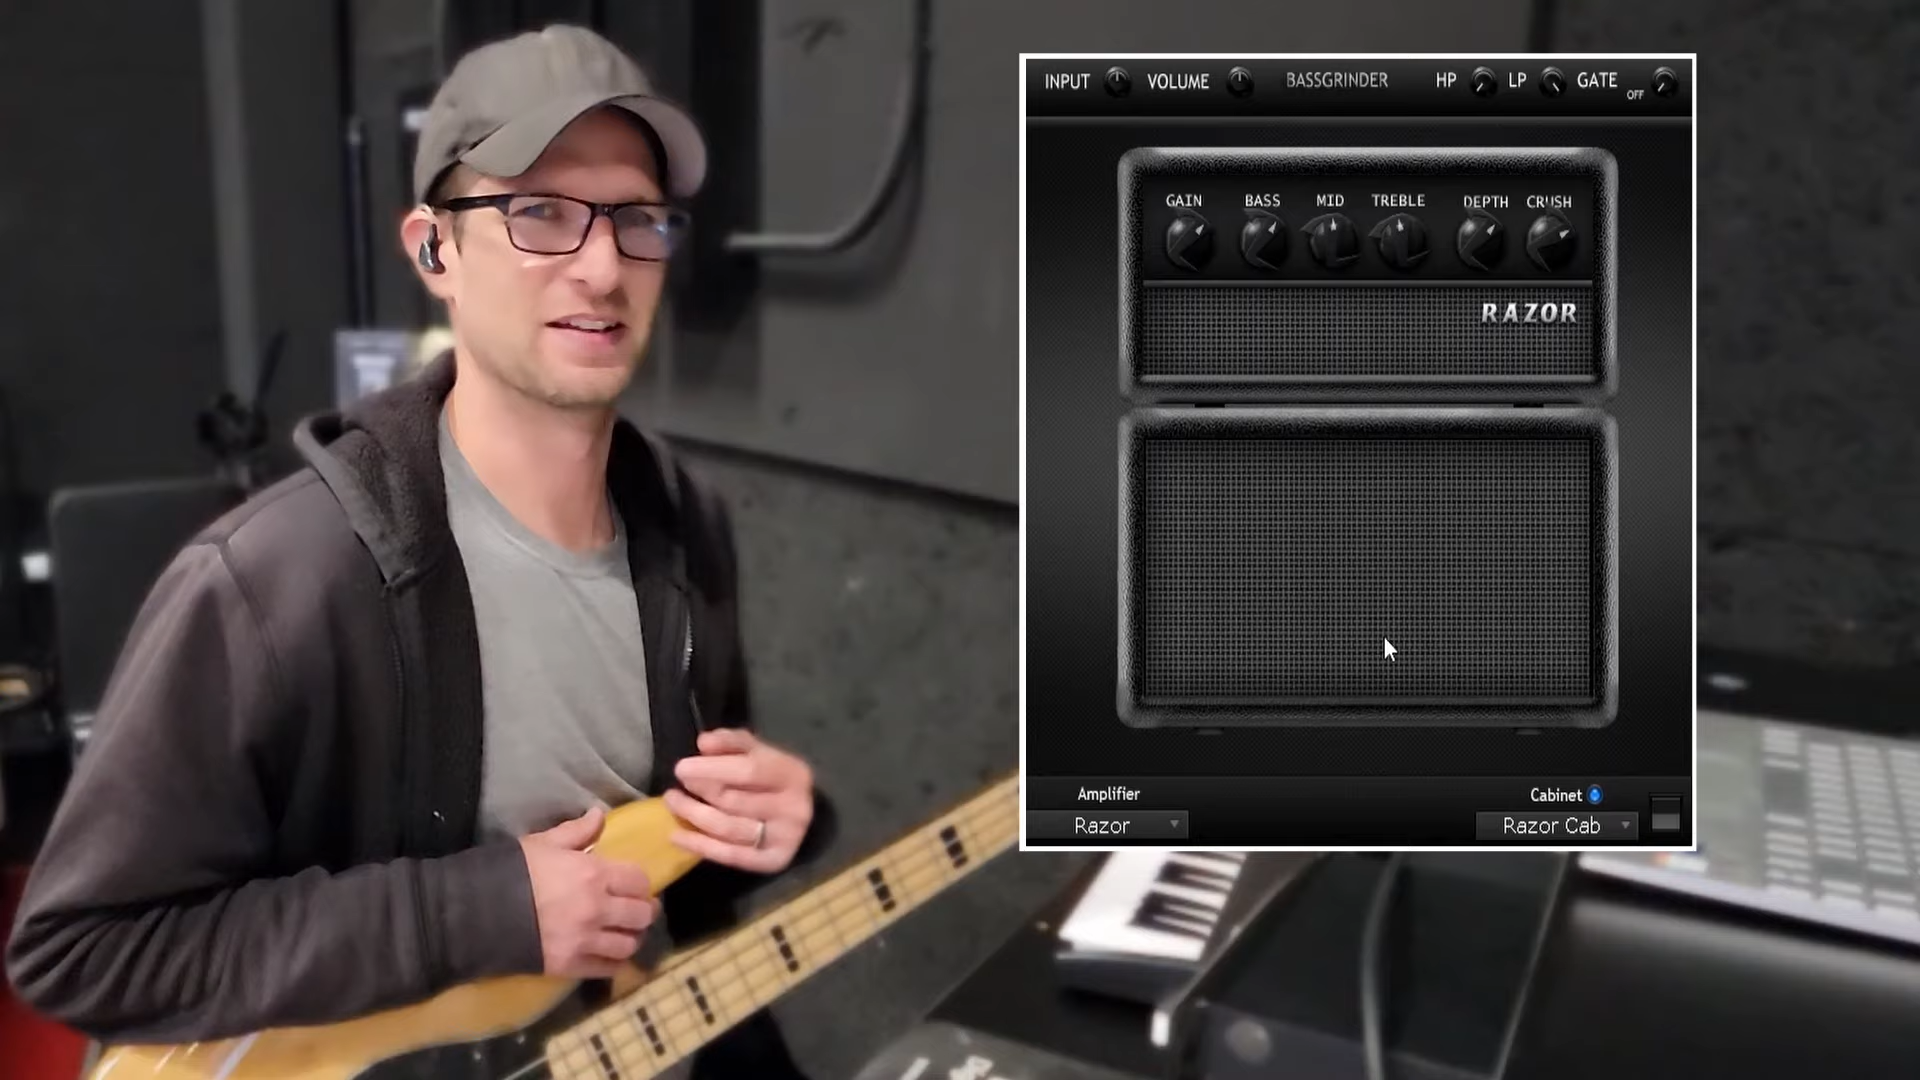 INPUT VOLUME BASSGRINDER HP LP GATE OFF
GAIN BASS MID TREBLE DEPTH CRUSH
RAZOR
Amplifier Cabinet
Razor Razor Cab